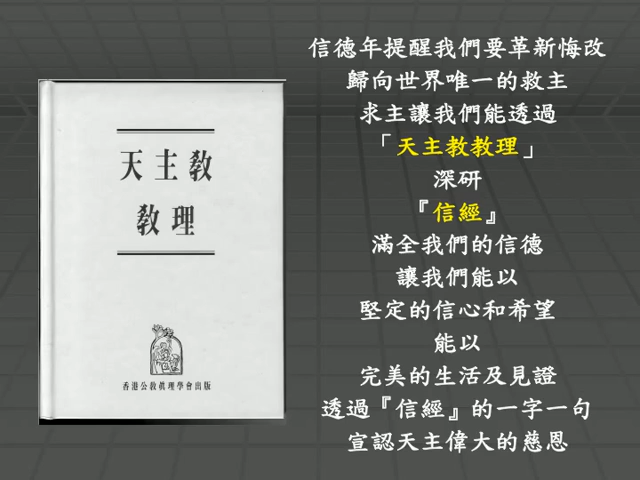 天主教
教理
香港公教真理學會出版
信德年提醒我們要革新悔改
歸向世界唯一的救主
求主讓我們能透過
「天主教教理」
深研
『信經』
滿全我們的信德
讓我們能以
堅定的信心和希望
能以
完美的生活及見證
透過『信經』的一字一句
宣認天主偉大的慈恩